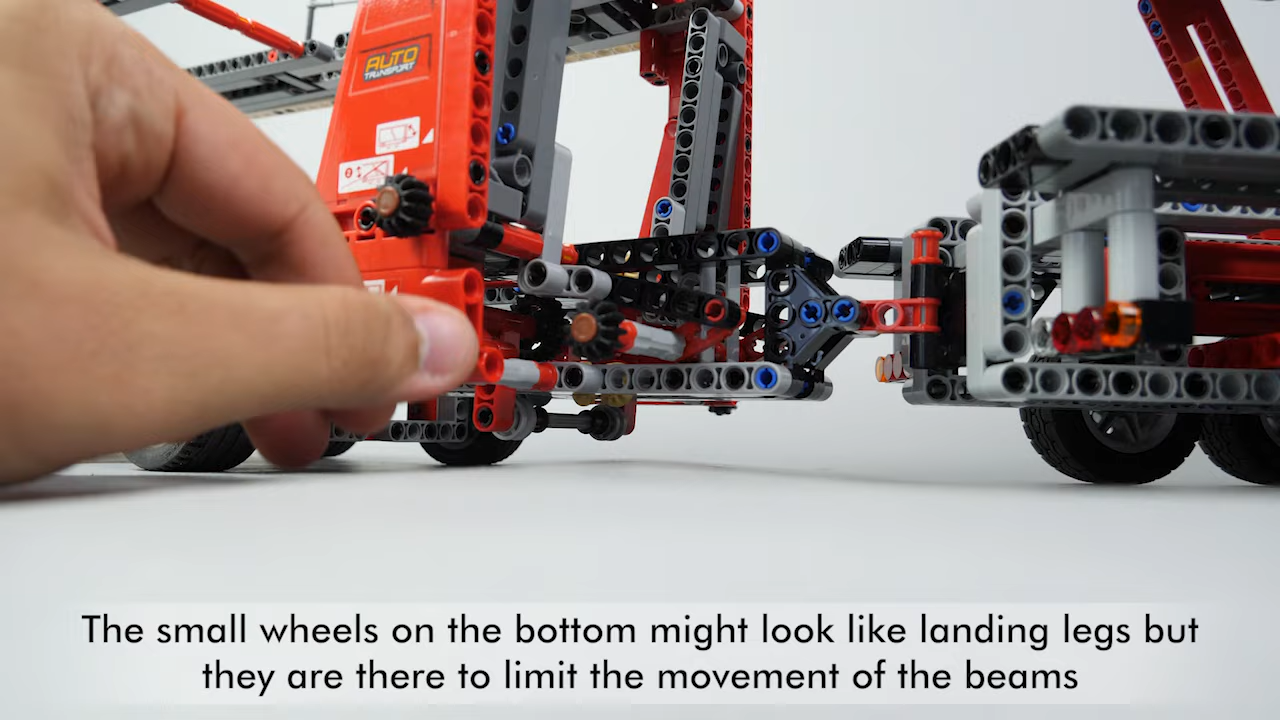 AUTO
TRANSPORT
The small wheels on the bottom might look like landing legs but
they are there to limit the movement of the beams